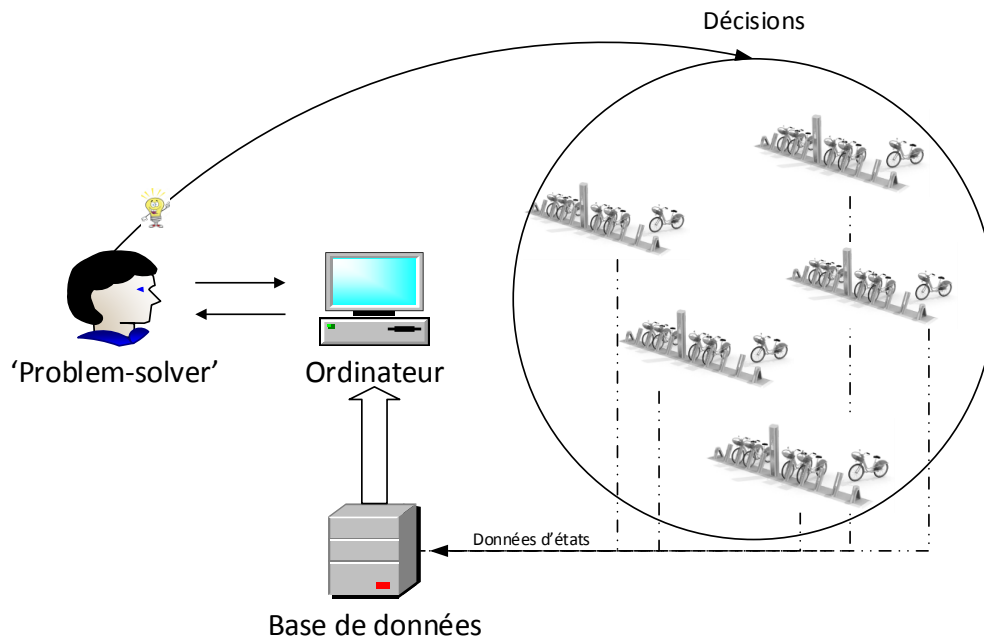 Décisions
‘Problem-solver’
Ordinateur
Données d’états
Base de données